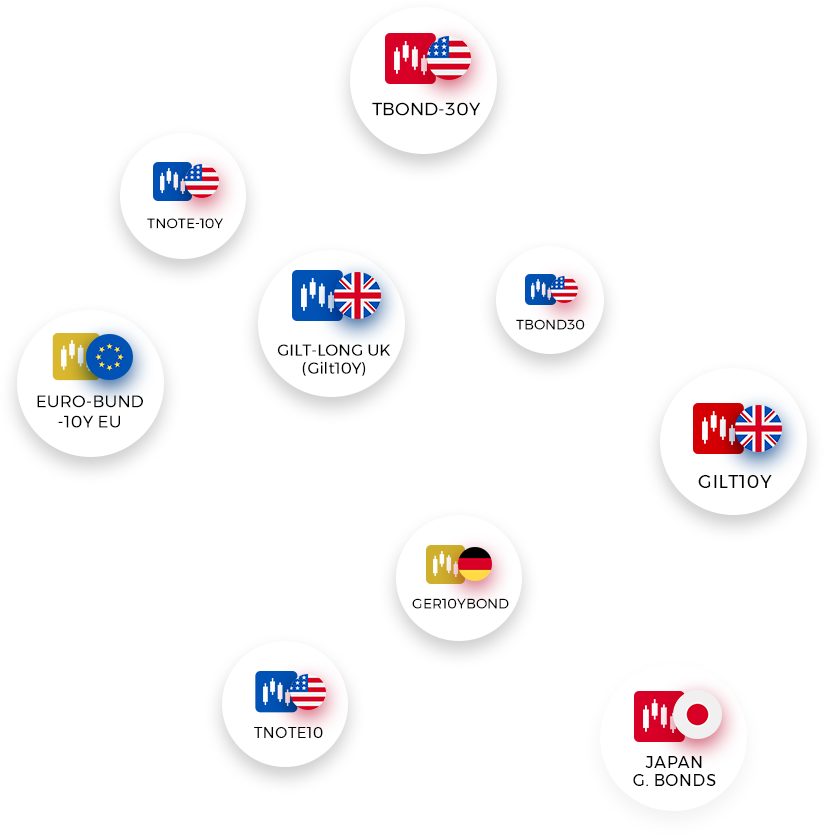 TBOND-30Y
TNOTE-10Y
GILT-LONG UK
(Gilt10Y)
TBOND30
EURO-BUND
-10Y EU
GILT10Y
GER10YBOND
TNOTE10
JAPAN
G. BONDS